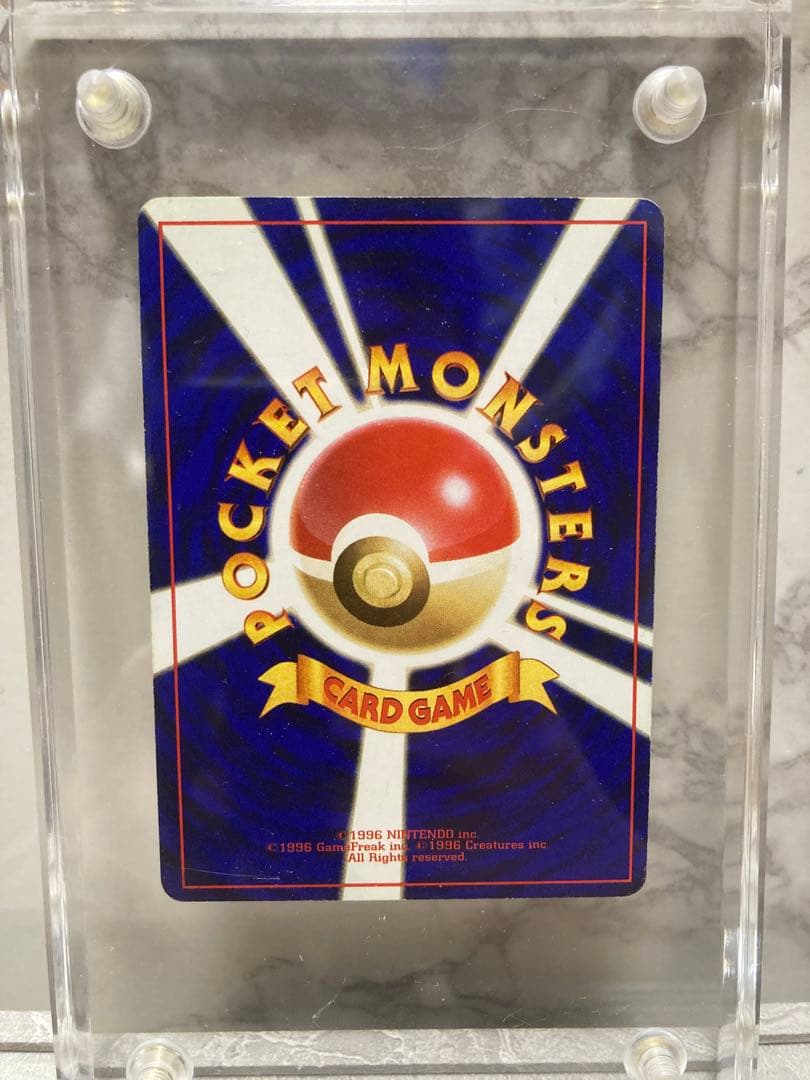 POCKET MONSTERS
CARD GAME
©1996 NINTENDO inc.
©1996 GameFreak inc. ©1996 Creatures inc.
All Rights reserved.